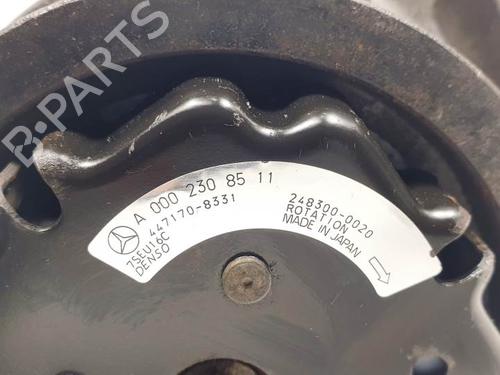 B-PARTS
A 000 230 85 11
447170-8331
7SEU16C
DENSO
248300-0020
ROTATION
MADE IN JAPAN